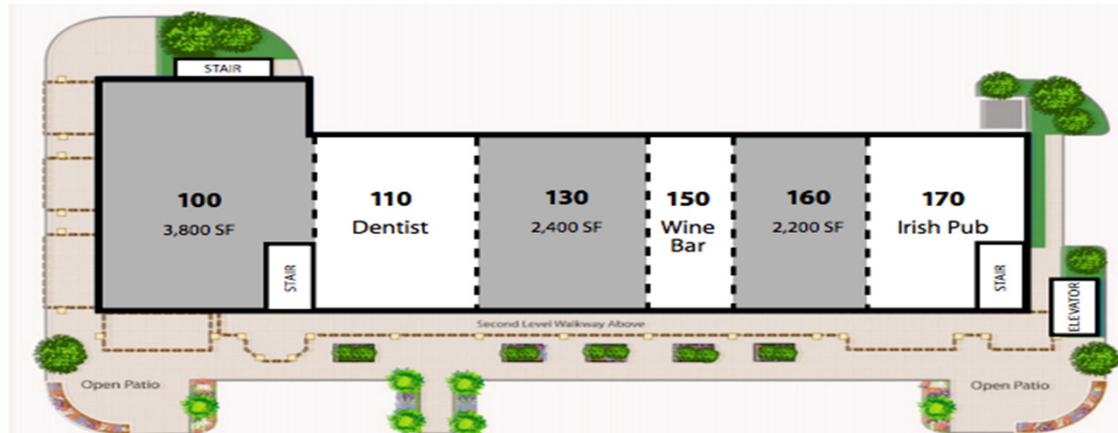 STAIR
100
3,800 SF
110
Dentist
130
2,400 SF
150
Wine
Bar
160
2,200 SF
170
Irish Pub
STAIR
STAIR
ELEVATOR
Second Level Walkway Above
Open Patio
Open Patio